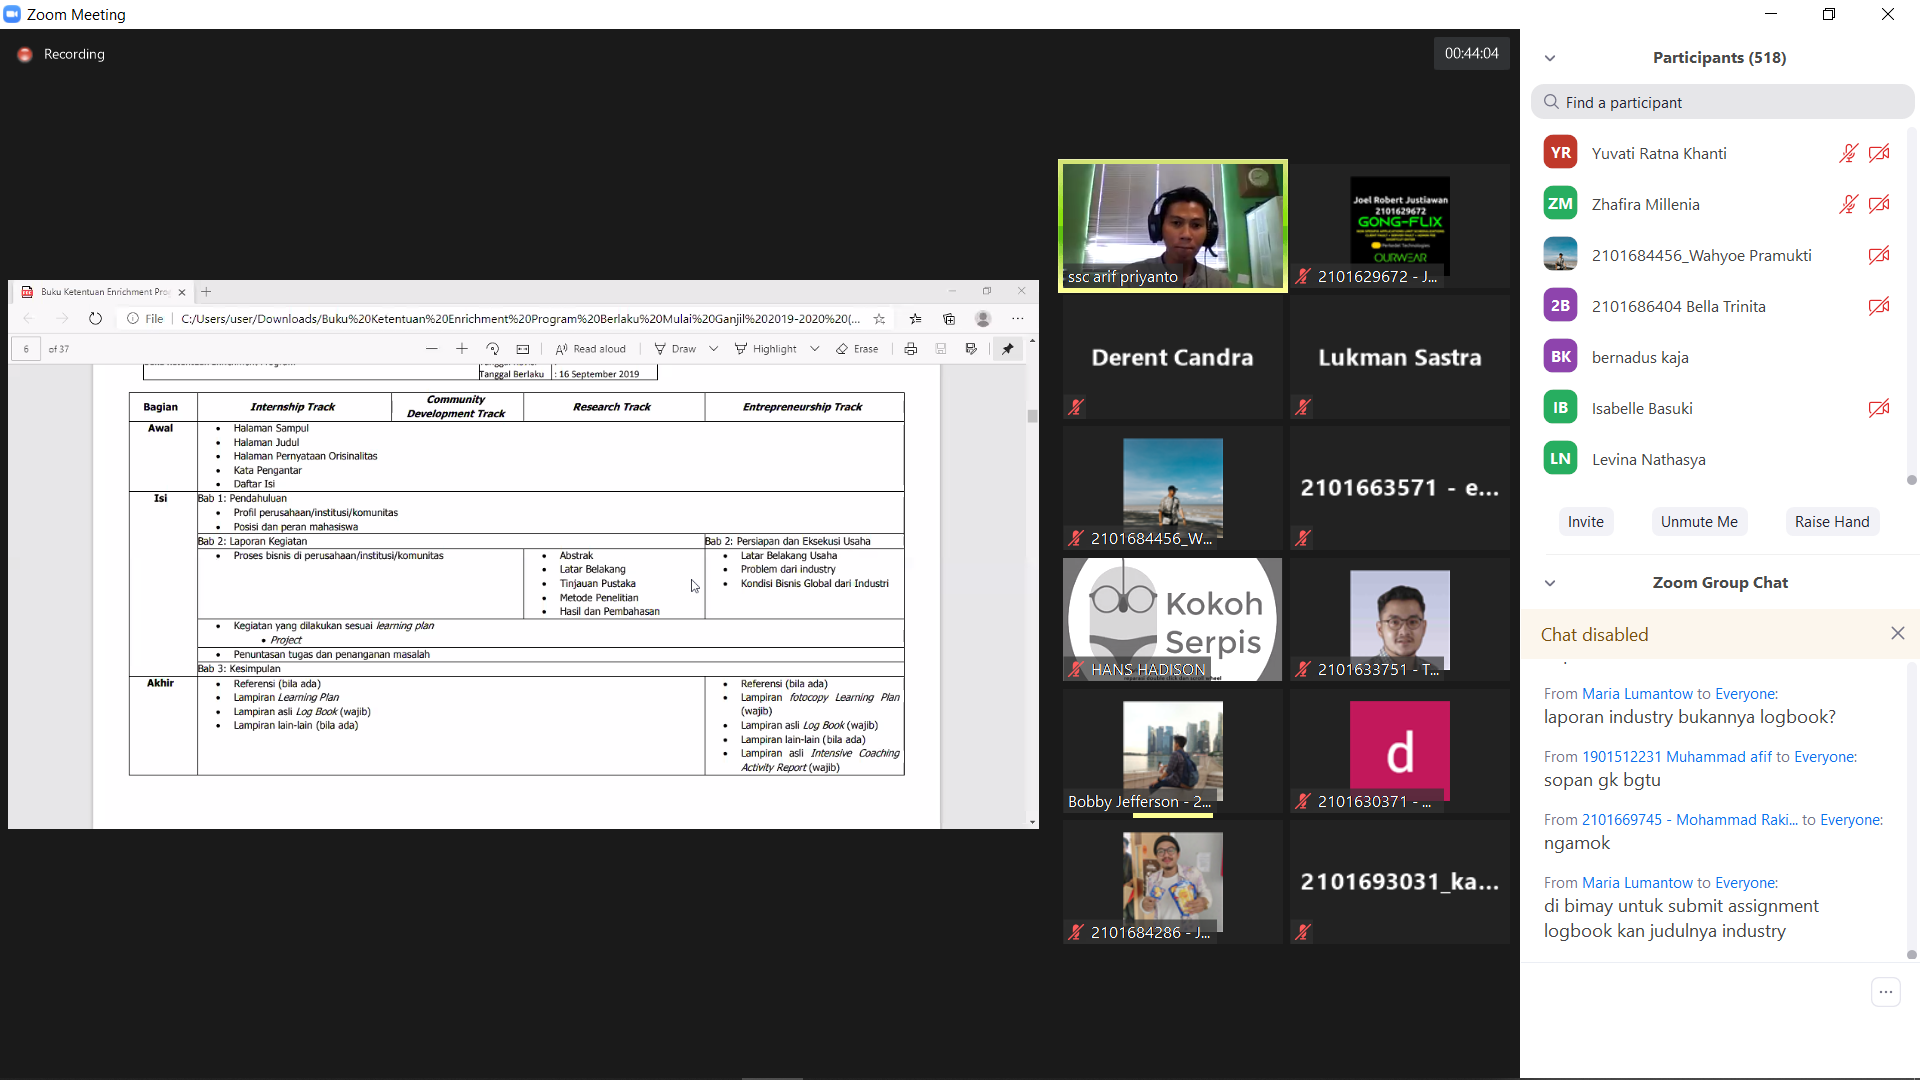 Zoom Meeting
Recording
00:44:04
Buku Ketentuan Enrichment Pro
File
C:/Users/user/Downloads/Buku%20Ketentuan%20Enrichment%20Program%20Berlaku%20Mulai%20Ganjil%202019-2020%20(...
6
of 37
Read aloud
Draw
Highlight
Erase
Tanggal Berlaku : 16 September 2019
Bagian
Internship Track
Community
Development Track
Research Track
Entrepreneurship Track
Awal
• Halaman Sampul
• Halaman Judul
• Halaman Pernyataan Orisinalitas
• Kata Pengantar
• Daftar Isi
Isi
Bab 1: Pendahuluan
• Profil perusahaan/institusi/komunitas
• Posisi dan peran mahasiswa
Bab 2: Laporan Kegiatan
Bab 2: Persiapan dan Eksekusi Usaha
• Proses bisnis di perusahaan/institusi/komunitas
• Abstrak
• Latar Belakang
• Tinjauan Pustaka
• Metode Penelitian
• Hasil dan Pembahasan
• Latar Belakang Usaha
• Problem dari industry
• Kondisi Bisnis Global dari Industri
• Kegiatan yang dilakukan sesuai learning plan
• Project
• Penuntasan tugas dan penanganan masalah
Bab 3: Kesimpulan
Akhir
• Referensi (bila ada)
• Lampiran Learning Plan
• Lampiran asli Log Book (wajib)
• Lampiran lain-lain (bila ada)
• Referensi (bila ada)
• Lampiran fotocopy Learning Plan
(wajib)
• Lampiran asli Log Book (wajib)
• Lampiran lain-lain (bila ada)
• Lampiran asli Intensive Coaching
Activity Report (wajib)
ssc arif priyanto
Joel Robert Justiawan
2101629672
GONG-FLIX
OURWEAR
2101629672 - J...
Derent Candra
Lukman Sastra
2101684456_W...
2101663571 - e...
Kokoh
Serpis
HANS HADISON
2101633751 - T...
Bobby Jefferson - 2...
d
2101630371 - ...
2101684286 - J...
2101693031_ka...
Participants (518)
Find a participant
YR
Yuvati Ratna Khanti
ZM
Zhafira Millenia
2101684456_Wahyoe Pramukti
2B
2101686404 Bella Trinita
BK
bernadus kaja
IB
Isabelle Basuki
LN
Levina Nathasya
Invite
Unmute Me
Raise Hand
Zoom Group Chat
Chat disabled
From Maria Lumantow to Everyone:
laporan industry bukannya logbook?
From 1901512231 Muhammad afif to Everyone:
sopan gk bgtu
From 2101669745 - Mohammad Raki... to Everyone:
ngamok
From Maria Lumantow to Everyone:
di bimay untuk submit assignment
logbook kan judulnya industry